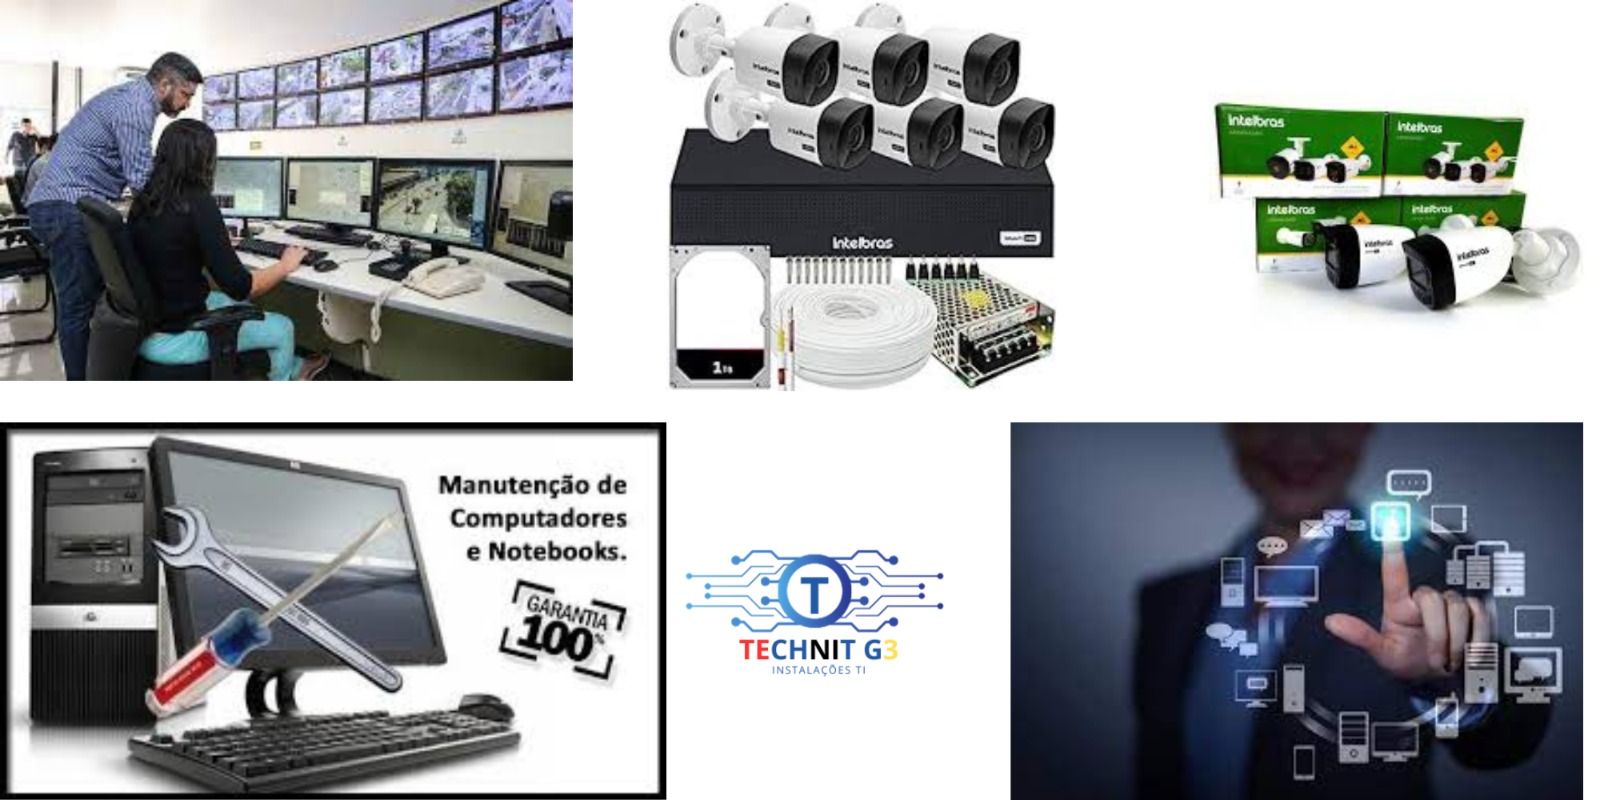 intelbras
intelbras
intelbras
intelbras
intelbras
intelbras
intelbras
1TB
intelbras
intelbras
intelbras
intelbras
intelbras
intelbras
Manutenção de
Computadores
e Notebooks.
GARANTIA
100%
T
TECHNIT G3
INSTALAÇÕES TI